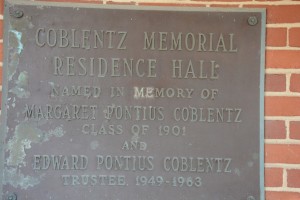 COBLENTZ MEMORIAL
RESIDENCE HALL
NAMED IN MEMORY OF
MARGARET PONTIUS COBLENTZ
CLASS OF 1901
AND
EDWARD PONTIUS COBLENTZ
TRUSTEE 1949-1963